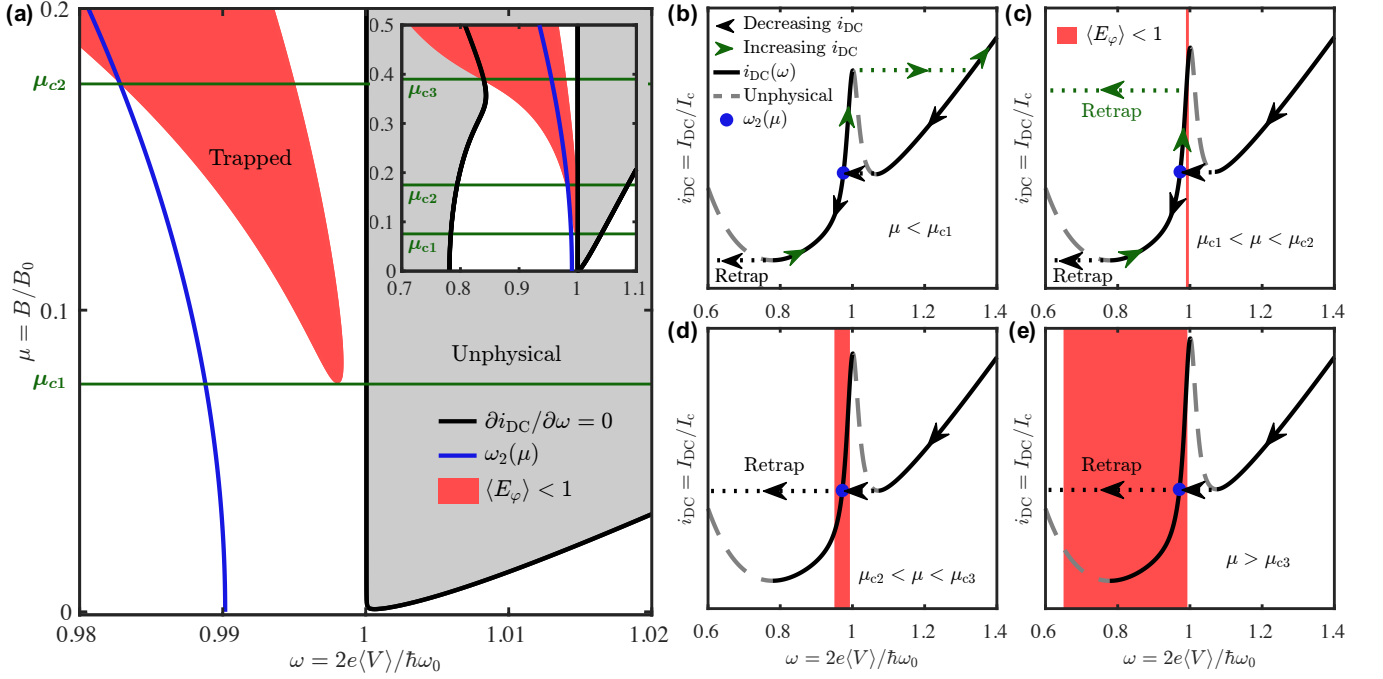 (a)
0.2
0.1
0
μ = B/B₀
μc2
μc1
Trapped
Unphysical
∂iDC/∂ω = 0
ω₂(μ)
⟨Eφ⟩ < 1
0.98
0.99
1
1.01
1.02
ω = 2e⟨V⟩/ħω₀
0.5
0.4
0.3
0.2
0.1
0
μc3
μc2
μc1
0.7
0.8
0.9
1
1.1
(b)
Decreasing iDC
Increasing iDC
iDC(ω)
Unphysical
ω₂(μ)
iDC = IDC/Ic
μ < μc1
Retrap
0.6
0.8
1
1.2
1.4
(c)
⟨Eφ⟩ < 1
Retrap
iDC = IDC/Ic
μc1 < μ < μc2
Retrap
0.6
0.8
1
1.2
1.4
(d)
iDC = IDC/Ic
Retrap
μc2 < μ < μc3
0.6
0.8
1
1.2
1.4
ω = 2e⟨V⟩/ħω₀
(e)
iDC = IDC/Ic
Retrap
μ > μc3
0.6
0.8
1
1.2
1.4
ω = 2e⟨V⟩/ħω₀